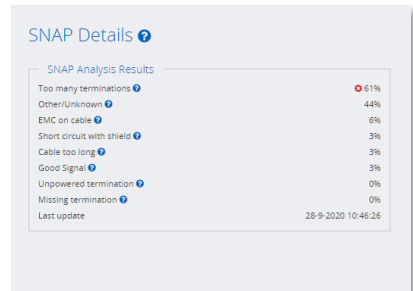 SNAP Details
SNAP Analysis Results
Too many terminations 61%
Other/Unknown 44%
EMC on cable 6%
Short circuit with shield 3%
Cable too long 3%
Good Signal 3%
Unpowered termination 0%
Missing termination 0%
Last update 28-9-2020 10:46:26